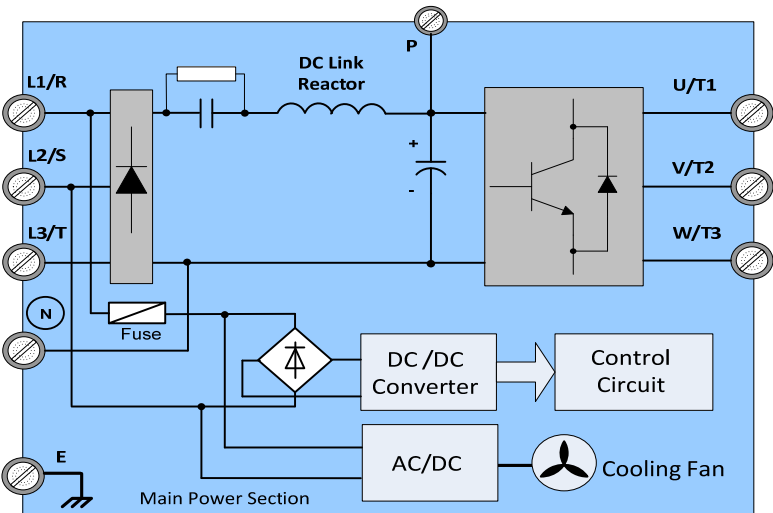 P
DC Link
Reactor
L1/R
U/T1
L2/S
+
-
V/T2
L3/T
W/T3
N
Fuse
DC/DC
Converter
Control
Circuit
E
AC/DC
Cooling Fan
Main Power Section